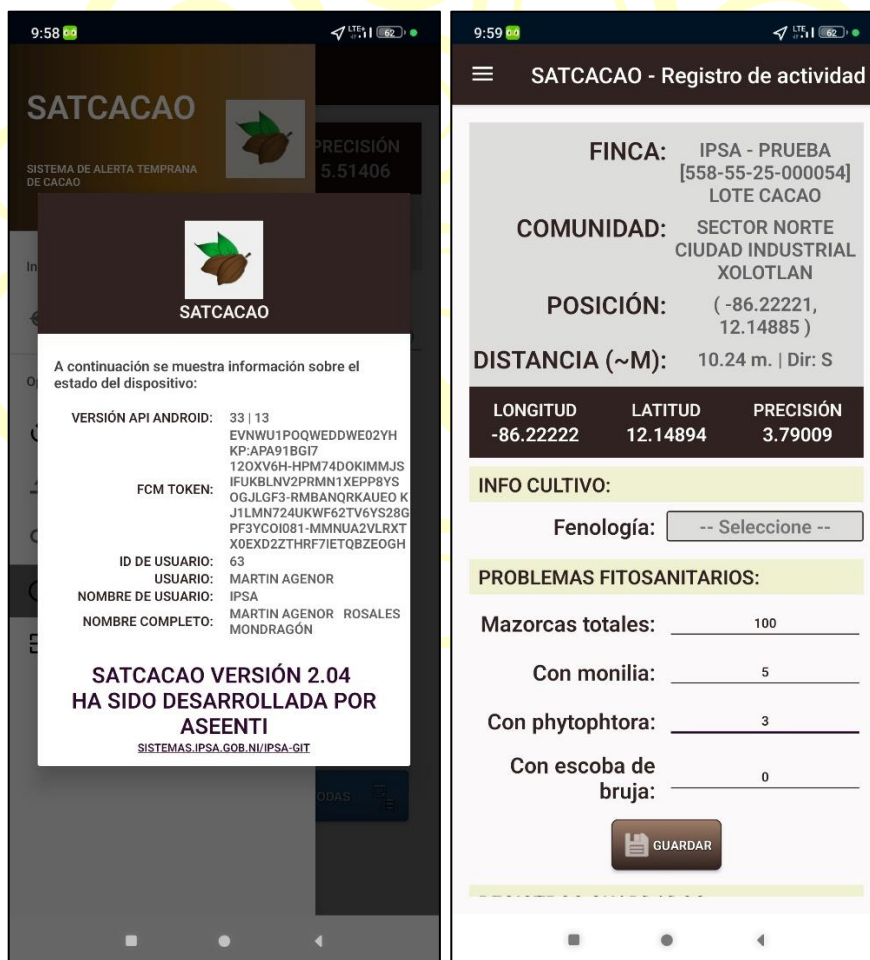 9:58
LTE+
62
SATCACAO
SISTEMA DE ALERTA TEMPRANA
DE CACAO
PRECISIÓN
5.51406
In
SATCACAO
A continuación se muestra información sobre el
estado del dispositivo:
VERSIÓN API ANDROID: 33 | 13
FCM TOKEN: EVNWU1POQWEDDWE02YH
KP:APA91BGI7
12OXV6H-HPM74DOKIMMJS
IFUKBLNV2PRMN1XEPP8YS
OGJLGF3-RMBANQRKAUEO K
J1LMN724UKWF62TV6YS28G
PF3YCOI081-MMNUA2VLRXT
X0EXD2ZTHRF7IETQBZEOGH
ID DE USUARIO: 63
USUARIO: MARTIN AGENOR
NOMBRE DE USUARIO: IPSA
NOMBRE COMPLETO: MARTIN AGENOR ROSALES
MONDRAGÓN
SATCACAO VERSIÓN 2.04
HA SIDO DESARROLLADA POR
ASEENTI
SISTEMAS.IPSA.GOB.NI/IPSA-GIT
ODAS
9:59
LTE
62
SATCACAO - Registro de actividad
FINCA: IPSA - PRUEBA
[558-55-25-000054]
LOTE CACAO
COMUNIDAD: SECTOR NORTE
CIUDAD INDUSTRIAL
XOLOTLAN
POSICIÓN: ( -86.22221,
12.14885 )
DISTANCIA (~M): 10.24 m. | Dir: S
LONGITUD LATITUD PRECISIÓN
-86.22222 12.14894 3.79009
INFO CULTIVO:
Fenología: -- Seleccione --
PROBLEMAS FITOSANITARIOS:
Mazorcas totales: 100
Con monilia: 5
Con phytophtora: 3
Con escoba de
bruja: 0
GUARDAR